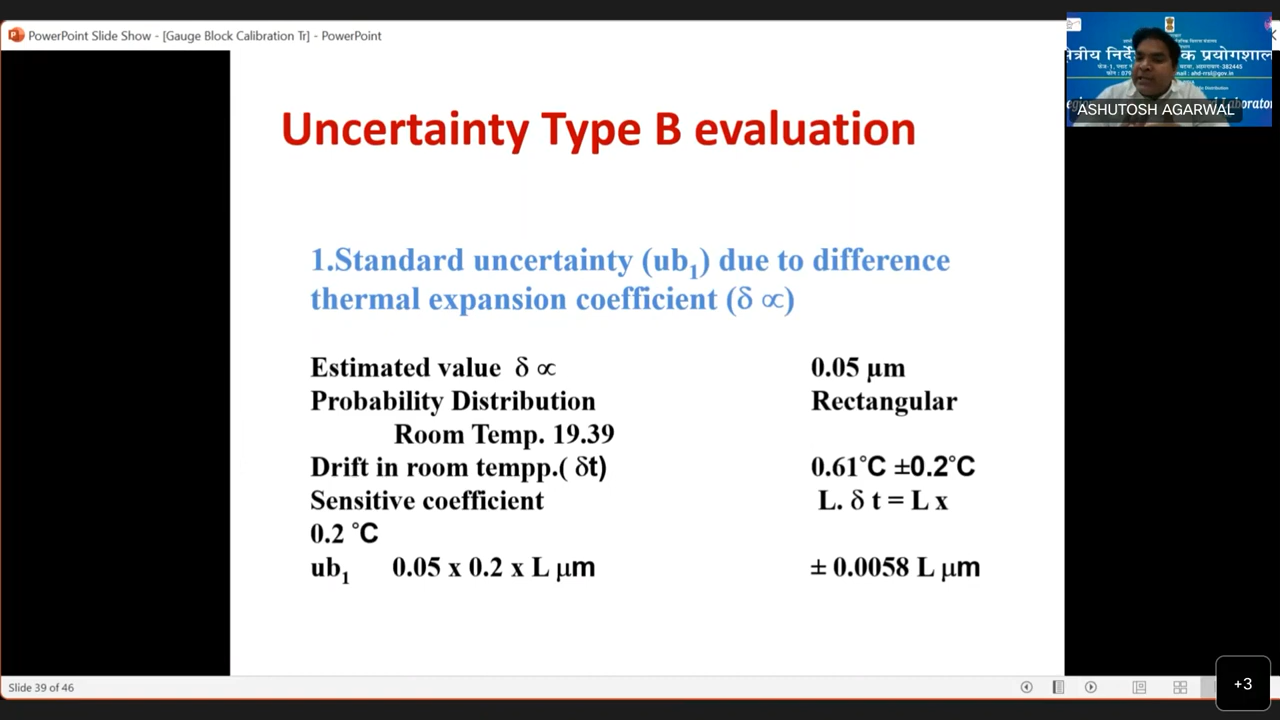 PowerPoint Slide Show - [Gauge Block Calibration Tr] - PowerPoint
क प्रयोगशाल
ASHUTOSH AGARWAL
Uncertainty Type B evaluation
1.Standard uncertainty (ub₁) due to difference
thermal expansion coefficient (δ ∝)
Estimated value δ ∝ 0.05 μm
Probability Distribution Rectangular
Room Temp. 19.39
Drift in room tempp.( δt) 0.61°C ±0.2°C
Sensitive coefficient L. δ t = L x
0.2 °C
ub₁ 0.05 x 0.2 x L μm ± 0.0058 L μm
Slide 39 of 46
+3